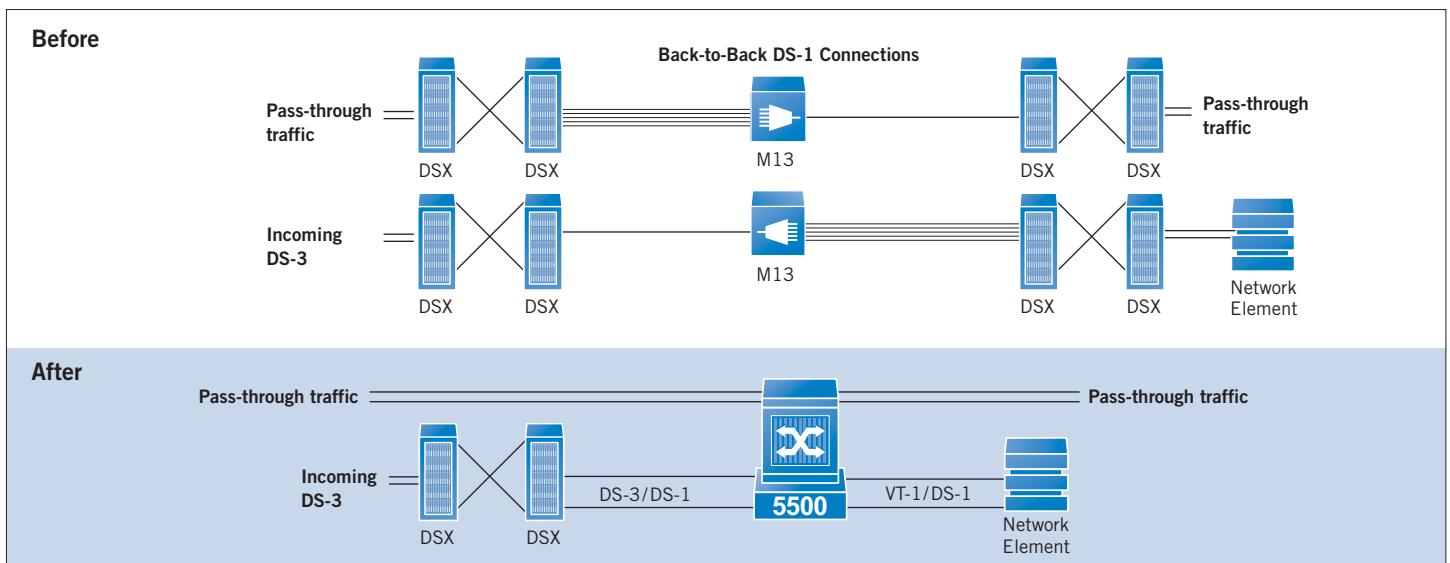 Before
Back-to-Back DS-1 Connections
Pass-through
traffic
Pass-through
traffic
DSX
DSX
M13
DSX
DSX
Incoming
DS-3
DSX
DSX
M13
DSX
DSX
Network
Element
After
Pass-through traffic
Pass-through traffic
Incoming
DS-3
DS-3/DS-1
5500
VT-1/DS-1
DSX
DSX
Network
Element